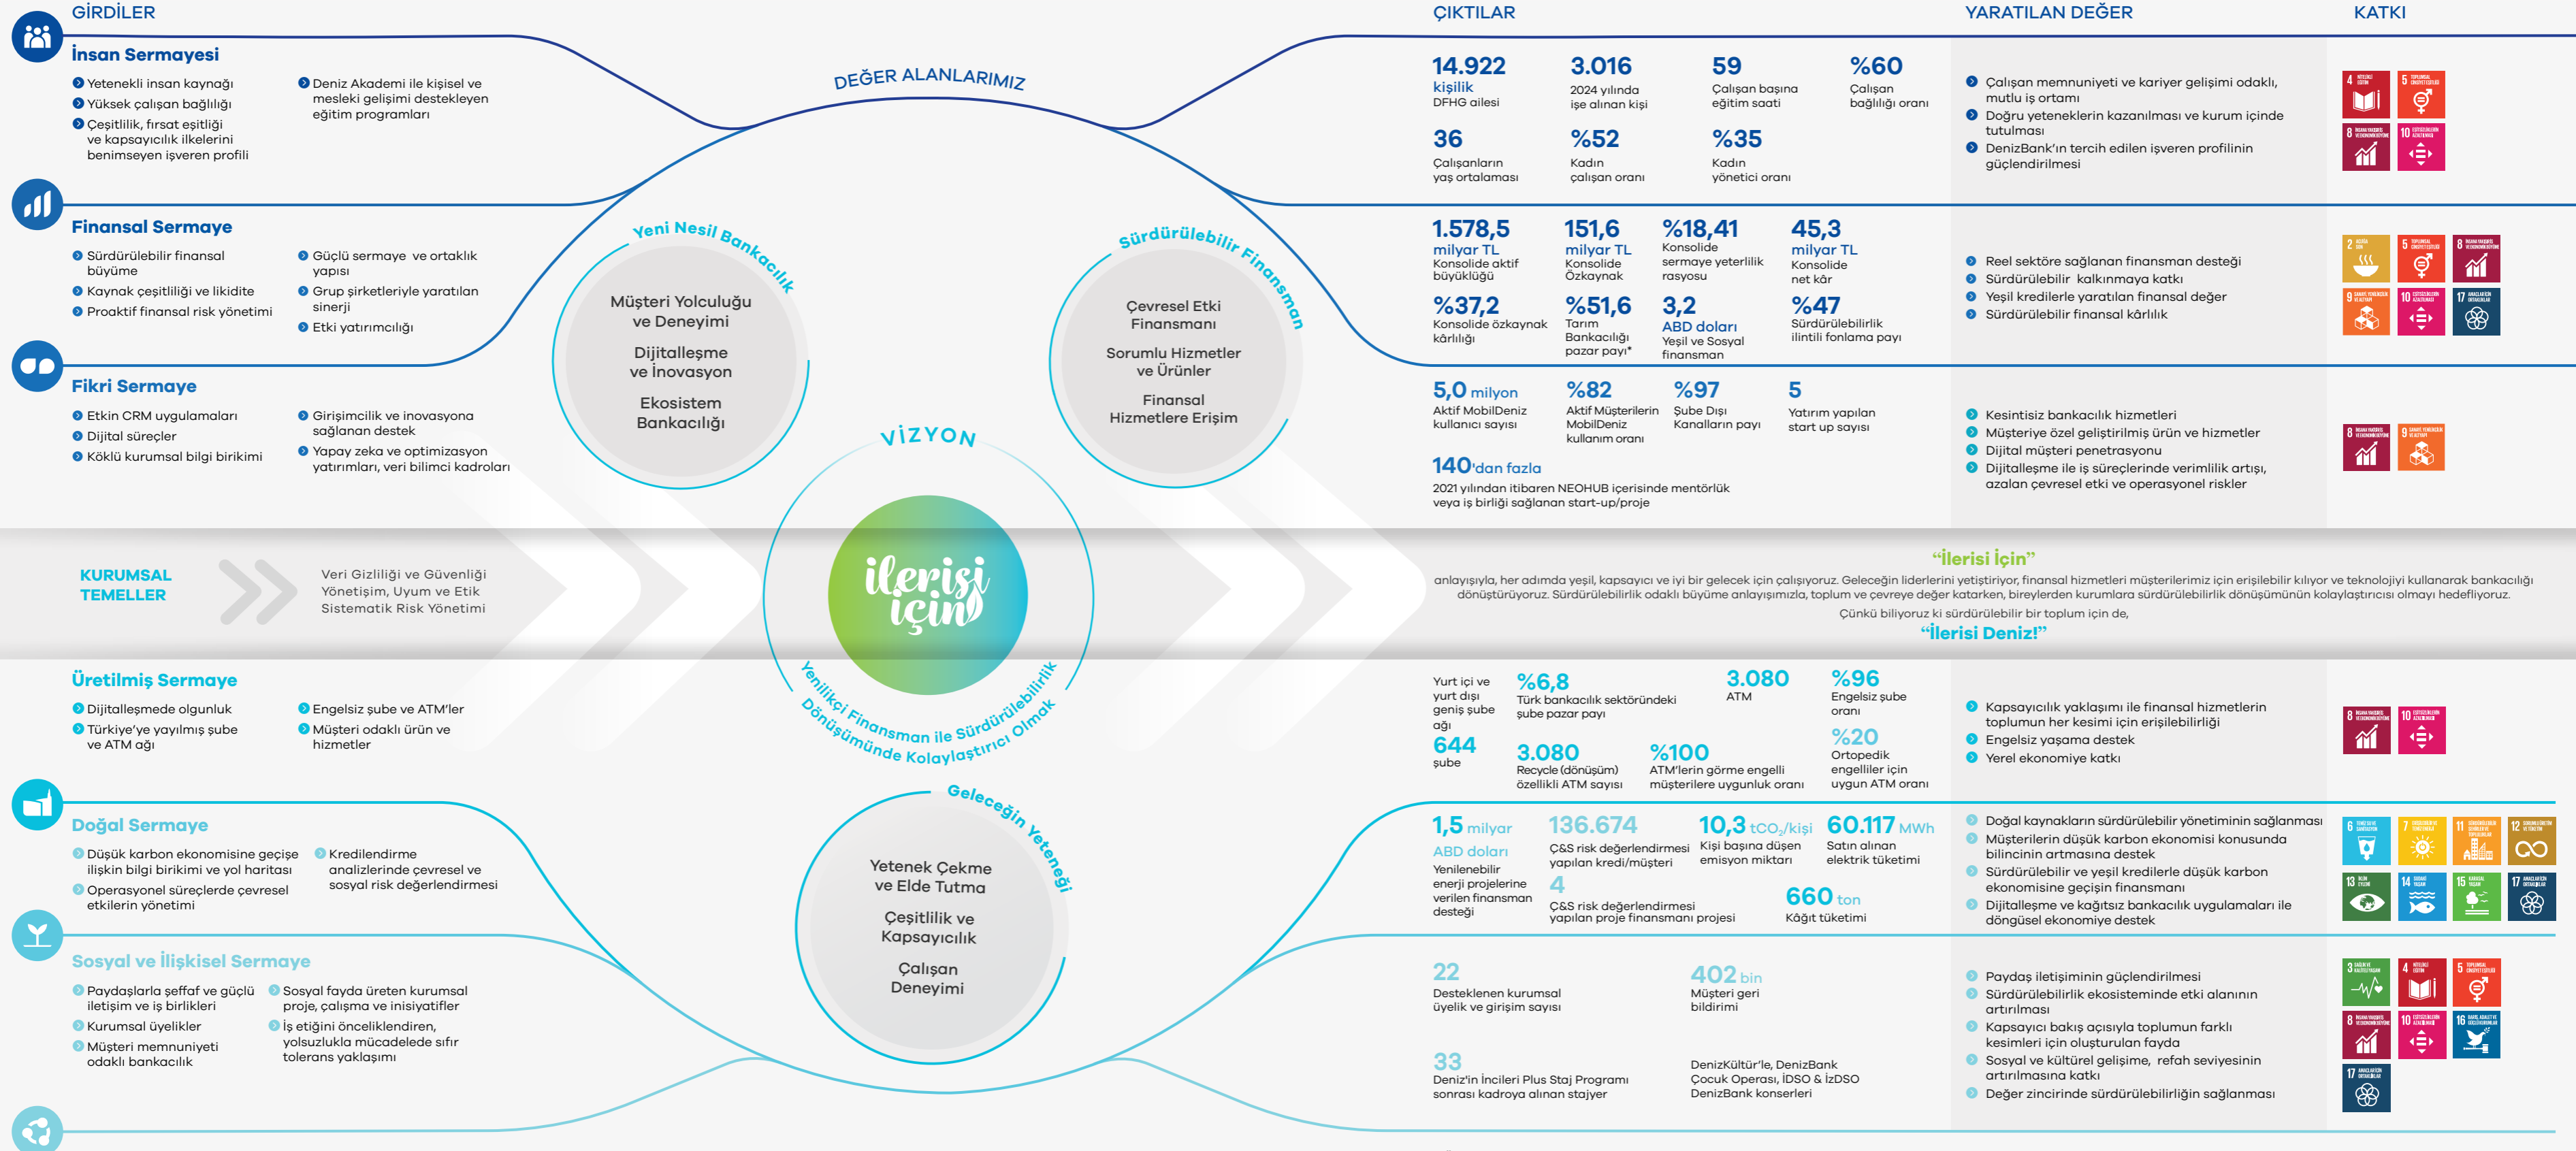 GİRDİLER
İnsan Sermayesi
Yetenekli insan kaynağı
Yüksek çalışan bağlılığı
Çeşitlilik, fırsat eşitliği
ve kapsayıcılık ilkelerini
benimseyen işveren profili
Deniz Akademi ile kişisel ve
mesleki gelişimi destekleyen
eğitim programları
Finansal Sermaye
Sürdürülebilir finansal
büyüme
Kaynak çeşitliliği ve likidite
Proaktif finansal risk yönetimi
Güçlü sermaye ve ortaklık
yapısı
Grup şirketleriyle yaratılan
sinerji
Etki yatırımcılığı
Fikri Sermaye
Etkin CRM uygulamaları
Dijital süreçler
Köklü kurumsal bilgi birikimi
Girişimcilik ve inovasyona
sağlanan destek
Yapay zeka ve optimizasyon
yatırımları, veri bilimci kadroları
KURUMSAL
TEMELLER
Veri Gizliliği ve Güvenliği
Yönetişim, Uyum ve Etik
Sistematik Risk Yönetimi
Üretilmiş Sermaye
Dijitalleşmede olgunluk
Türkiye'ye yayılmış şube
ve ATM ağı
Engelsiz şube ve ATM'ler
Müşteri odaklı ürün ve
hizmetler
Doğal Sermaye
Düşük karbon ekonomisine geçişe
ilişkin bilgi birikimi ve yol haritası
Operasyonel süreçlerde çevresel
etkilerin yönetimi
Kredilendirme
analizlerinde çevresel ve
sosyal risk değerlendirmesi
Sosyal ve İlişkisel Sermaye
Paydaşlarla şeffaf ve güçlü
iletişim ve iş birlikleri
Kurumsal üyelikler
Müşteri memnuniyeti
odaklı bankacılık
Sosyal fayda üreten kurumsal
proje, çalışma ve inisiyatifler
İş etiğini önceliklendiren,
yolsuzlukla mücadelede sıfır
tolerans yaklaşımı
DEĞER ALANLARIMIZ
Yeni Nesil Bankacılık
Müşteri Yolculuğu
ve Deneyimi
Dijitalleşme
ve İnovasyon
Ekosistem
Bankacılığı
Sürdürülebilir Finansman
Çevresel Etki
Finansmanı
Sorumlu Hizmetler
ve Ürünler
Finansal
Hizmetlere Erişim
VİZYON
ilerisi
için
Yenilikçi Finansman ile Sürdürülebilirlik
Dönüşümünde Kolaylaştırıcı Olmak
Geleceğin Yeteneği
Yetenek Çekme
ve Elde Tutma
Çeşitlilik ve
Kapsayıcılık
Çalışan
Deneyimi
ÇIKTILAR
14.922
kişilik
DFHG ailesi
3.016
2024 yılında
işe alınan kişi
59
Çalışan başına
eğitim saati
%60
Çalışan
bağlılığı oranı
36
Çalışanların
yaş ortalaması
%52
Kadın
çalışan oranı
%35
Kadın
yönetici oranı
1.578,5
milyar TL
Konsolide aktif
büyüklüğü
151,6
milyar TL
Konsolide
Özkaynak
%18,41
Konsolide
sermaye yeterlilik
rasyosu
45,3
milyar TL
Konsolide
net kâr
%37,2
Konsolide özkaynak
kârlılığı
%51,6
Tarım
Bankacılığı
pazar payı*
3,2
ABD doları
Yeşil ve Sosyal
finansman
%47
Sürdürülebilirlik
ilintili fonlama payı
5,0 milyon
Aktif MobilDeniz
kullanıcı sayısı
%82
Aktif Müşterilerin
MobilDeniz
kullanım oranı
%97
Şube Dışı
Kanalların payı
5
Yatırım yapılan
start up sayısı
140'dan fazla
2021 yılından itibaren NEOHUB içerisinde mentörlük
veya iş birliği sağlanan start-up/proje
YARATILAN DEĞER
Çalışan memnuniyeti ve kariyer gelişimi odaklı,
mutlu iş ortamı
Doğru yeteneklerin kazanılması ve kurum içinde
tutulması
DenizBank'ın tercih edilen işveren profilinin
güçlendirilmesi
Reel sektöre sağlanan finansman desteği
Sürdürülebilir kalkınmaya katkı
Yeşil kredilerle yaratılan finansal değer
Sürdürülebilir finansal kârlılık
Kesintisiz bankacılık hizmetleri
Müşteriye özel geliştirilmiş ürün ve hizmetler
Dijital müşteri penetrasyonu
Dijitalleşme ile iş süreçlerinde verimlilik artışı,
azalan çevresel etki ve operasyonel riskler
KATKI
4
5
8
10
2
5
8
9
10
17
8
9
"İlerisi İçin"
anlayışıyla, her adımda yeşil, kapsayıcı ve iyi bir gelecek için çalışıyoruz. Geleceğin liderlerini yetiştiriyor, finansal hizmetleri müşterilerimiz için erişilebilir kılıyor ve teknolojiyi kullanarak bankacılığı
dönüştürüyoruz. Sürdürülebilirlik odaklı büyüme anlayışımızla, toplum ve çevreye değer katarken, bireylerden kurumlara sürdürülebilirlik dönüşümünün kolaylaştırıcısı olmayı hedefliyoruz.
Çünkü biliyoruz ki sürdürülebilir bir toplum için de,
"İlerisi Deniz!"
Yurt içi ve
yurt dışı
geniş şube
ağı
644
şube
%6,8
Türk bankacılık sektöründeki
şube pazar payı
3.080
ATM
%96
Engelsiz şube
oranı
3.080
Recycle (dönüşüm)
özellikli ATM sayısı
%100
ATM'lerin görme engelli
müşterilere uygunluk oranı
%20
Ortopedik
engelliler için
uygun ATM oranı
1,5 milyar
ABD doları
Yenilenebilir
enerji projelerine
verilen finansman
desteği
136.674
Ç&S risk değerlendirmesi
yapılan kredi/müşteri
10,3 tCO₂/kişi
Kişi başına düşen
emisyon miktarı
60.117 MWh
Satın alınan
elektrik tüketimi
4
Ç&S risk değerlendirmesi
yapılan proje finansmanı projesi
660 ton
Kâğıt tüketimi
22
Desteklenen kurumsal
üyelik ve girişim sayısı
402 bin
Müşteri geri
bildirimi
33
Deniz'in İncileri Plus Staj Programı
sonrası kadroya alınan stajyer
DenizKültür'le, DenizBank
Çocuk Operası, İDSO & İzDSO
DenizBank konserleri
Kapsayıcılık yaklaşımı ile finansal hizmetlerin
toplumun her kesimi için erişilebilirliği
Engelsiz yaşama destek
Yerel ekonomiye katkı
Doğal kaynakların sürdürülebilir yönetiminin sağlanması
Müşterilerin düşük karbon ekonomisi konusunda
bilincinin artmasına destek
Sürdürülebilir ve yeşil kredilerle düşük karbon
ekonomisine geçişin finansmanı
Dijitalleşme ve kağıtsız bankacılık uygulamaları ile
döngüsel ekonomiye destek
Paydaş iletişiminin güçlendirilmesi
Sürdürülebilirlik ekosisteminde etki alanının
artırılması
Kapsayıcı bakış açısıyla toplumun farklı
kesimleri için oluşturulan fayda
Sosyal ve kültürel gelişime, refah seviyesinin
artırılmasına katkı
Değer zincirinde sürdürülebilirliğin sağlanması
8
10
6
7
11
12
13
14
15
17
3
4
5
8
10
16
17